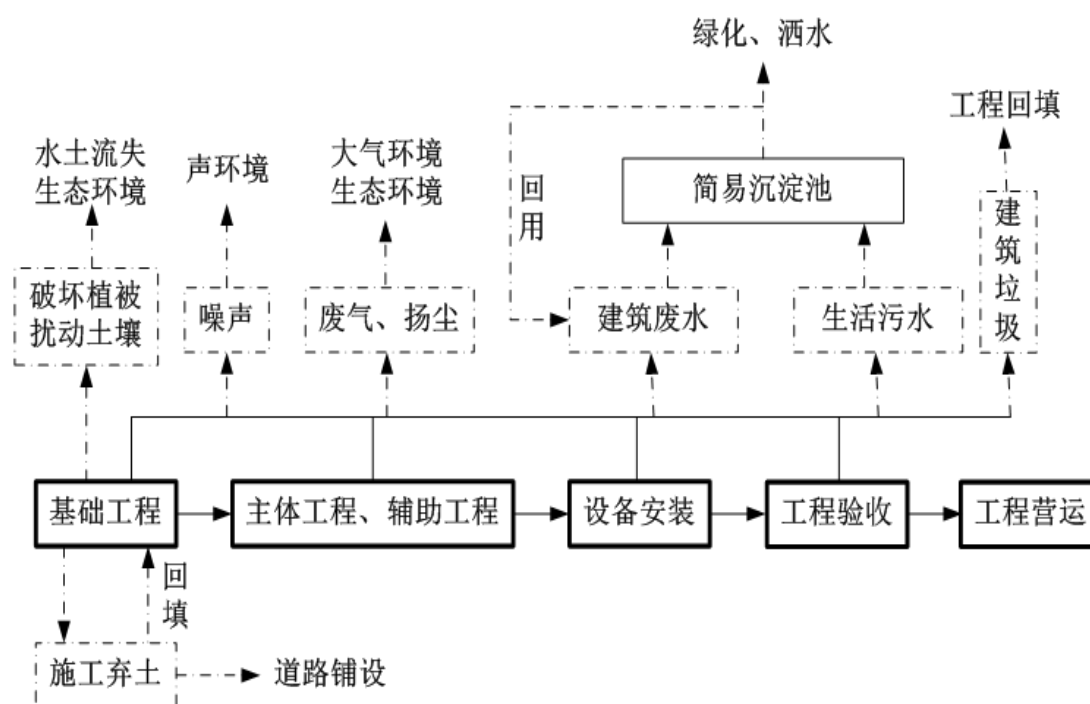 绿化、洒水
工程回填
水土流失
生态环境
声环境
大气环境
生态环境
回用
简易沉淀池
建筑垃圾
破坏植被
扰动土壤
噪声
废气、扬尘
建筑废水
生活污水
基础工程
主体工程、辅助工程
设备安装
工程验收
工程营运
回填
施工弃土
道路铺设